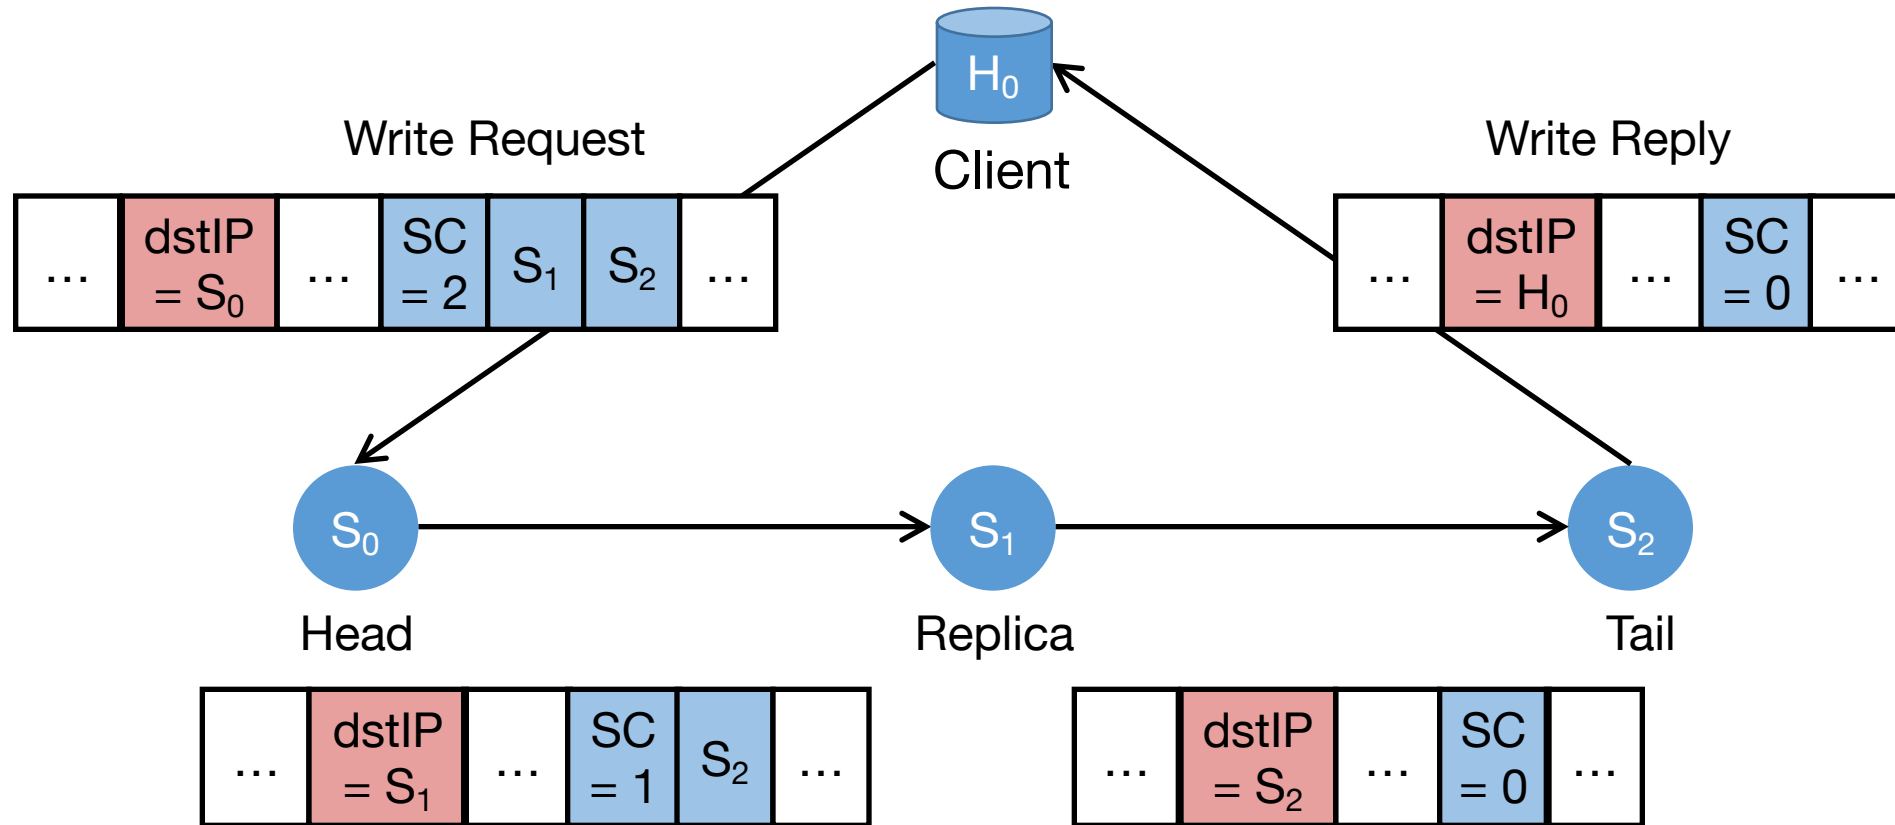 H₀
Client
Write Request
... dstIP = S₀ ... SC = 2 S₁ S₂ ...
Write Reply
... dstIP = H₀ ... SC = 0 ...
S₀ S₁ S₂
Head Replica Tail
... dstIP = S₁ ... SC = 1 S₂ ...
... dstIP = S₂ ... SC = 0 ...